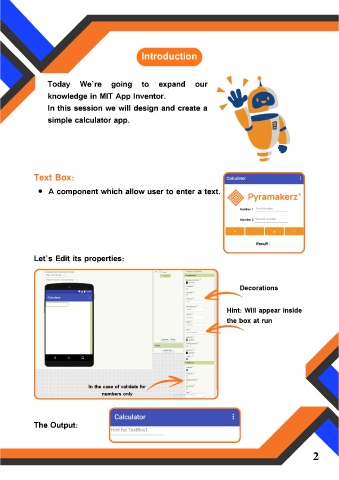 Introduction
Today We're going to expand our
knowledge in MIT App Inventor.
In this session we will design and create a
simple calculator app.
Text Box:
• A component which allow user to enter a text.
Calculator
Pyramakerz
Number 1
Number 2
Result :
Let's Edit its properties:
Calculator
Decorations
Hint: Will appear inside
the box at run
In the case of validate for
numbers only
The Output:
Calculator
Hint for TextBox1
2